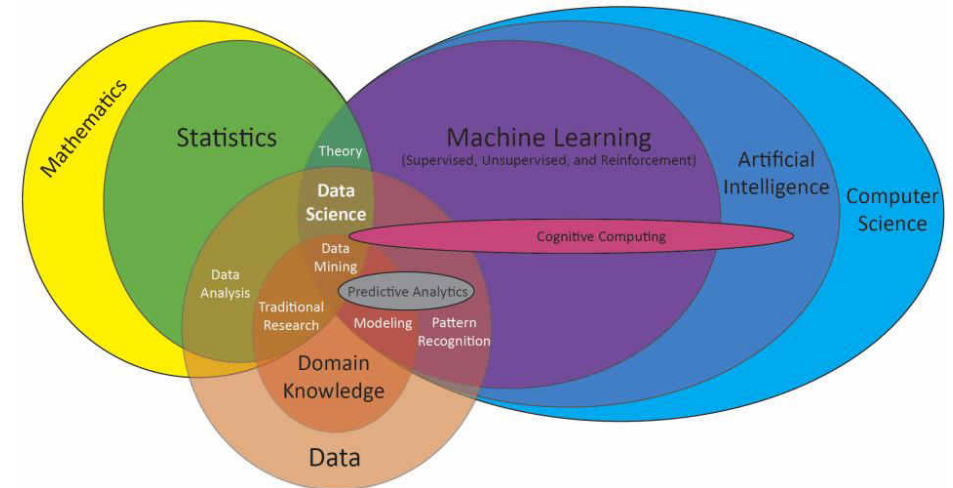 Mathematics
Statistics
Theory
Machine Learning
(Supervised, Unsupervised, and Reinforcement)
Artificial
Intelligence
Computer
Science
Data
Science
Cognitive Computing
Data
Mining
Data
Analysis
Predictive Analytics
Traditional
Research
Modeling
Pattern
Recognition
Domain
Knowledge
Data